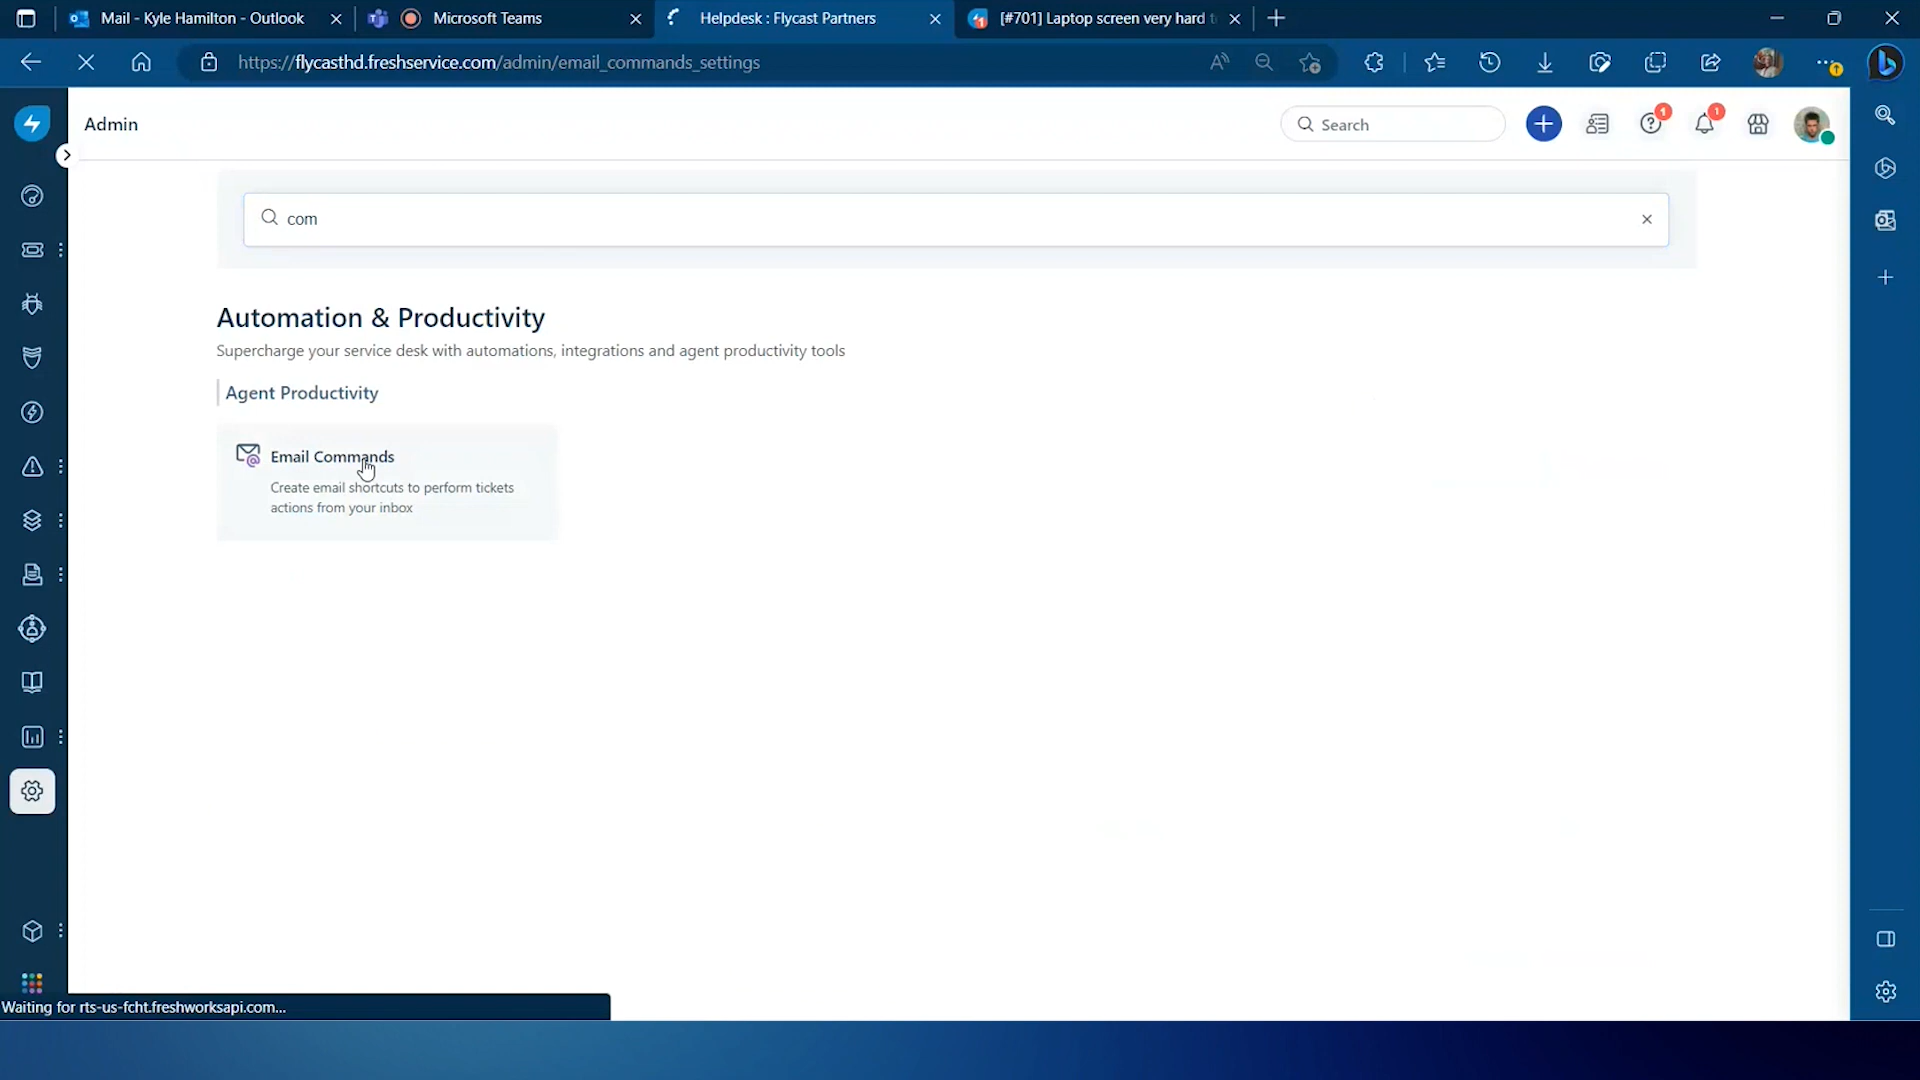 Mail - Kyle Hamilton - Outlook
Microsoft Teams
Helpdesk : Flycast Partners
[#701] Laptop screen very hard t
https://flycasthd.freshservice.com/admin/email_commands_settings
Admin
Search
1
1
com
Automation & Productivity
Supercharge your service desk with automations, integrations and agent productivity tools
Agent Productivity
Email Commands
Create email shortcuts to perform tickets
actions from your inbox
Waiting for rts-us-fcht.freshworksapi.com...